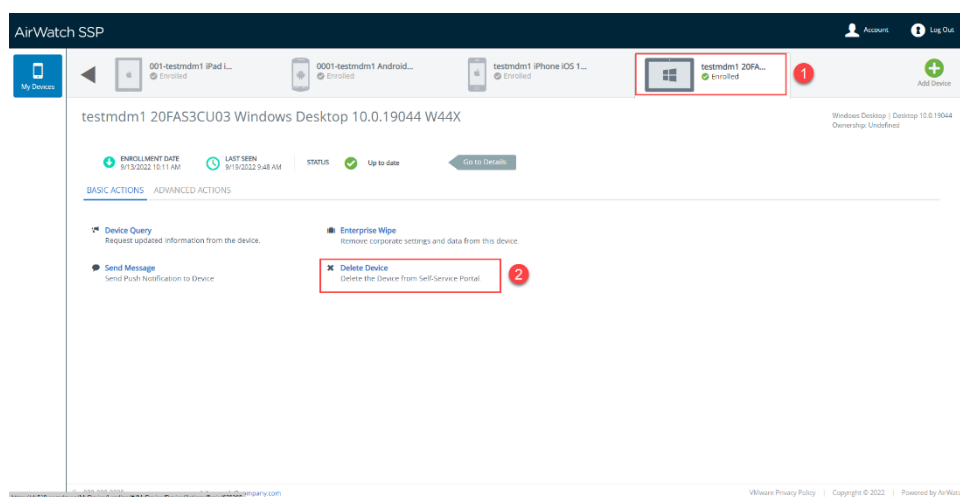 AirWatch SSP
Account
Log Out
My Devices
001-testmdm1 iPad i...
Enrolled
0001-testmdm1 Android...
Enrolled
testmdm1 iPhone iOS 1...
Enrolled
testmdm1 20FA...
Enrolled
1
Add Device
testmdm1 20FAS3CU03 Windows Desktop 10.0.19044 W44X
Windows Desktop | Desktop 10.0.19044
Ownership: Undefined
ENROLLMENT DATE
9/13/2022 10:11 AM
LAST SEEN
9/19/2022 9:48 AM
STATUS
Up to date
Go to Details
BASIC ACTIONS
ADVANCED ACTIONS
Device Query
Request updated information from the device.
Enterprise Wipe
Remove corporate settings and data from this device.
Send Message
Send Push Notification to Device
Delete Device
Delete the Device from Self-Service Portal
2
VMware Privacy Policy | Copyright © 2022 | Powered by AirWat